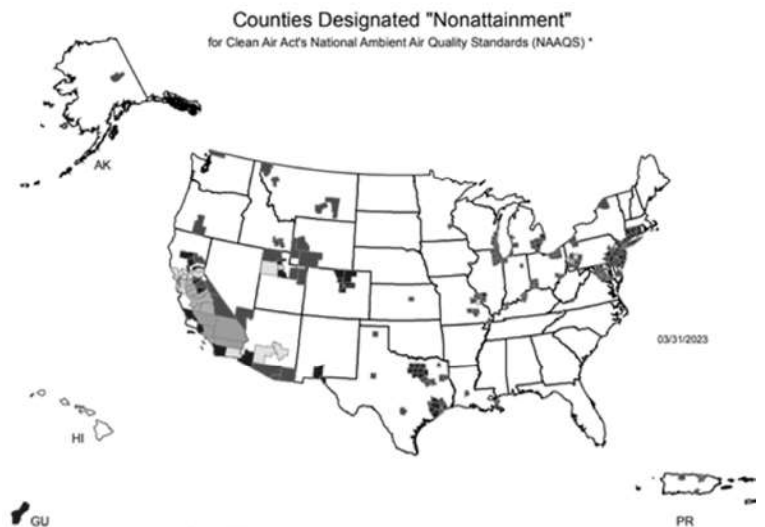 Counties Designated "Nonattainment"
for Clean Air Act's National Ambient Air Quality Standards (NAAQS) *
AK
03/31/2023
HI
GU
PR